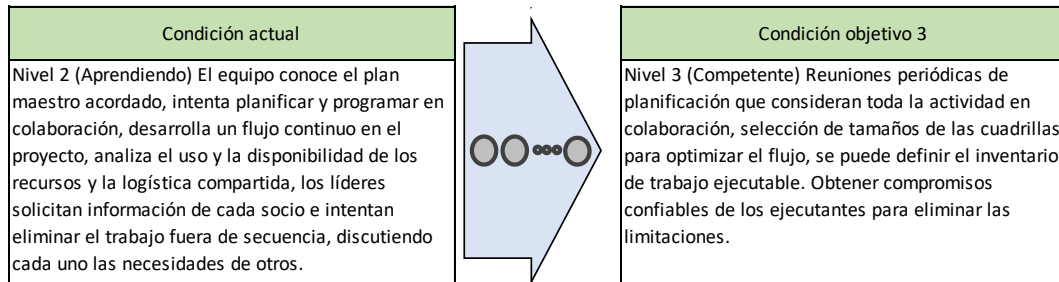 Condición actual
Nivel 2 (Aprendiendo) El equipo conoce el plan
maestro acordado, intenta planificar y programar en
colaboración, desarrolla un flujo continuo en el
proyecto, analiza el uso y la disponibilidad de los
recursos y la logística compartida, los líderes
solicitan información de cada socio e intentan
eliminar el trabajo fuera de secuencia, discutiendo
cada uno las necesidades de otros.
Condición objetivo 3
Nivel 3 (Competente) Reuniones periódicas de
planificación que consideran toda la actividad en
colaboración, selección de tamaños de las cuadrillas
para optimizar el flujo, se puede definir el inventario
de trabajo ejecutable. Obtener compromisos
confiables de los ejecutantes para eliminar las
limitaciones.